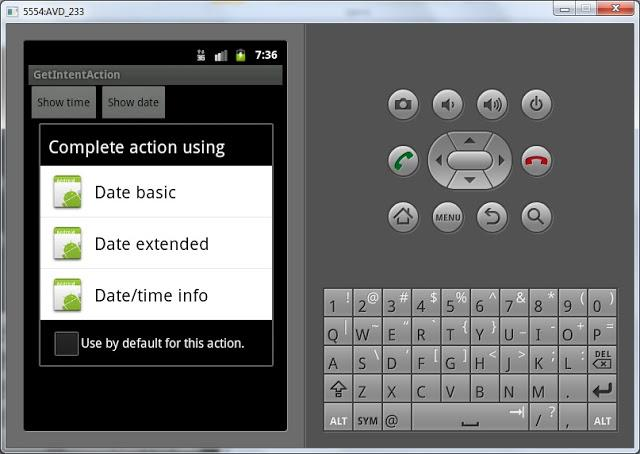 5554:AVD_233
3G 7:36
GetIntentAction
Show time Show date
Complete action using
Date basic
Date extended
Date/time info
Use by default for this action.
MENU
1 ! 2 @ 3 # 4 $ 5 % 6 ^ 7 & 8 * 9 ( 0 )
Q | W ~ E " R ` T { Y } U _ I - O + P =
A S \ D ' F [ G ] H < J > K ; L : DEL
Z X C V B N M .
ALT SYM @ / ? , ALT